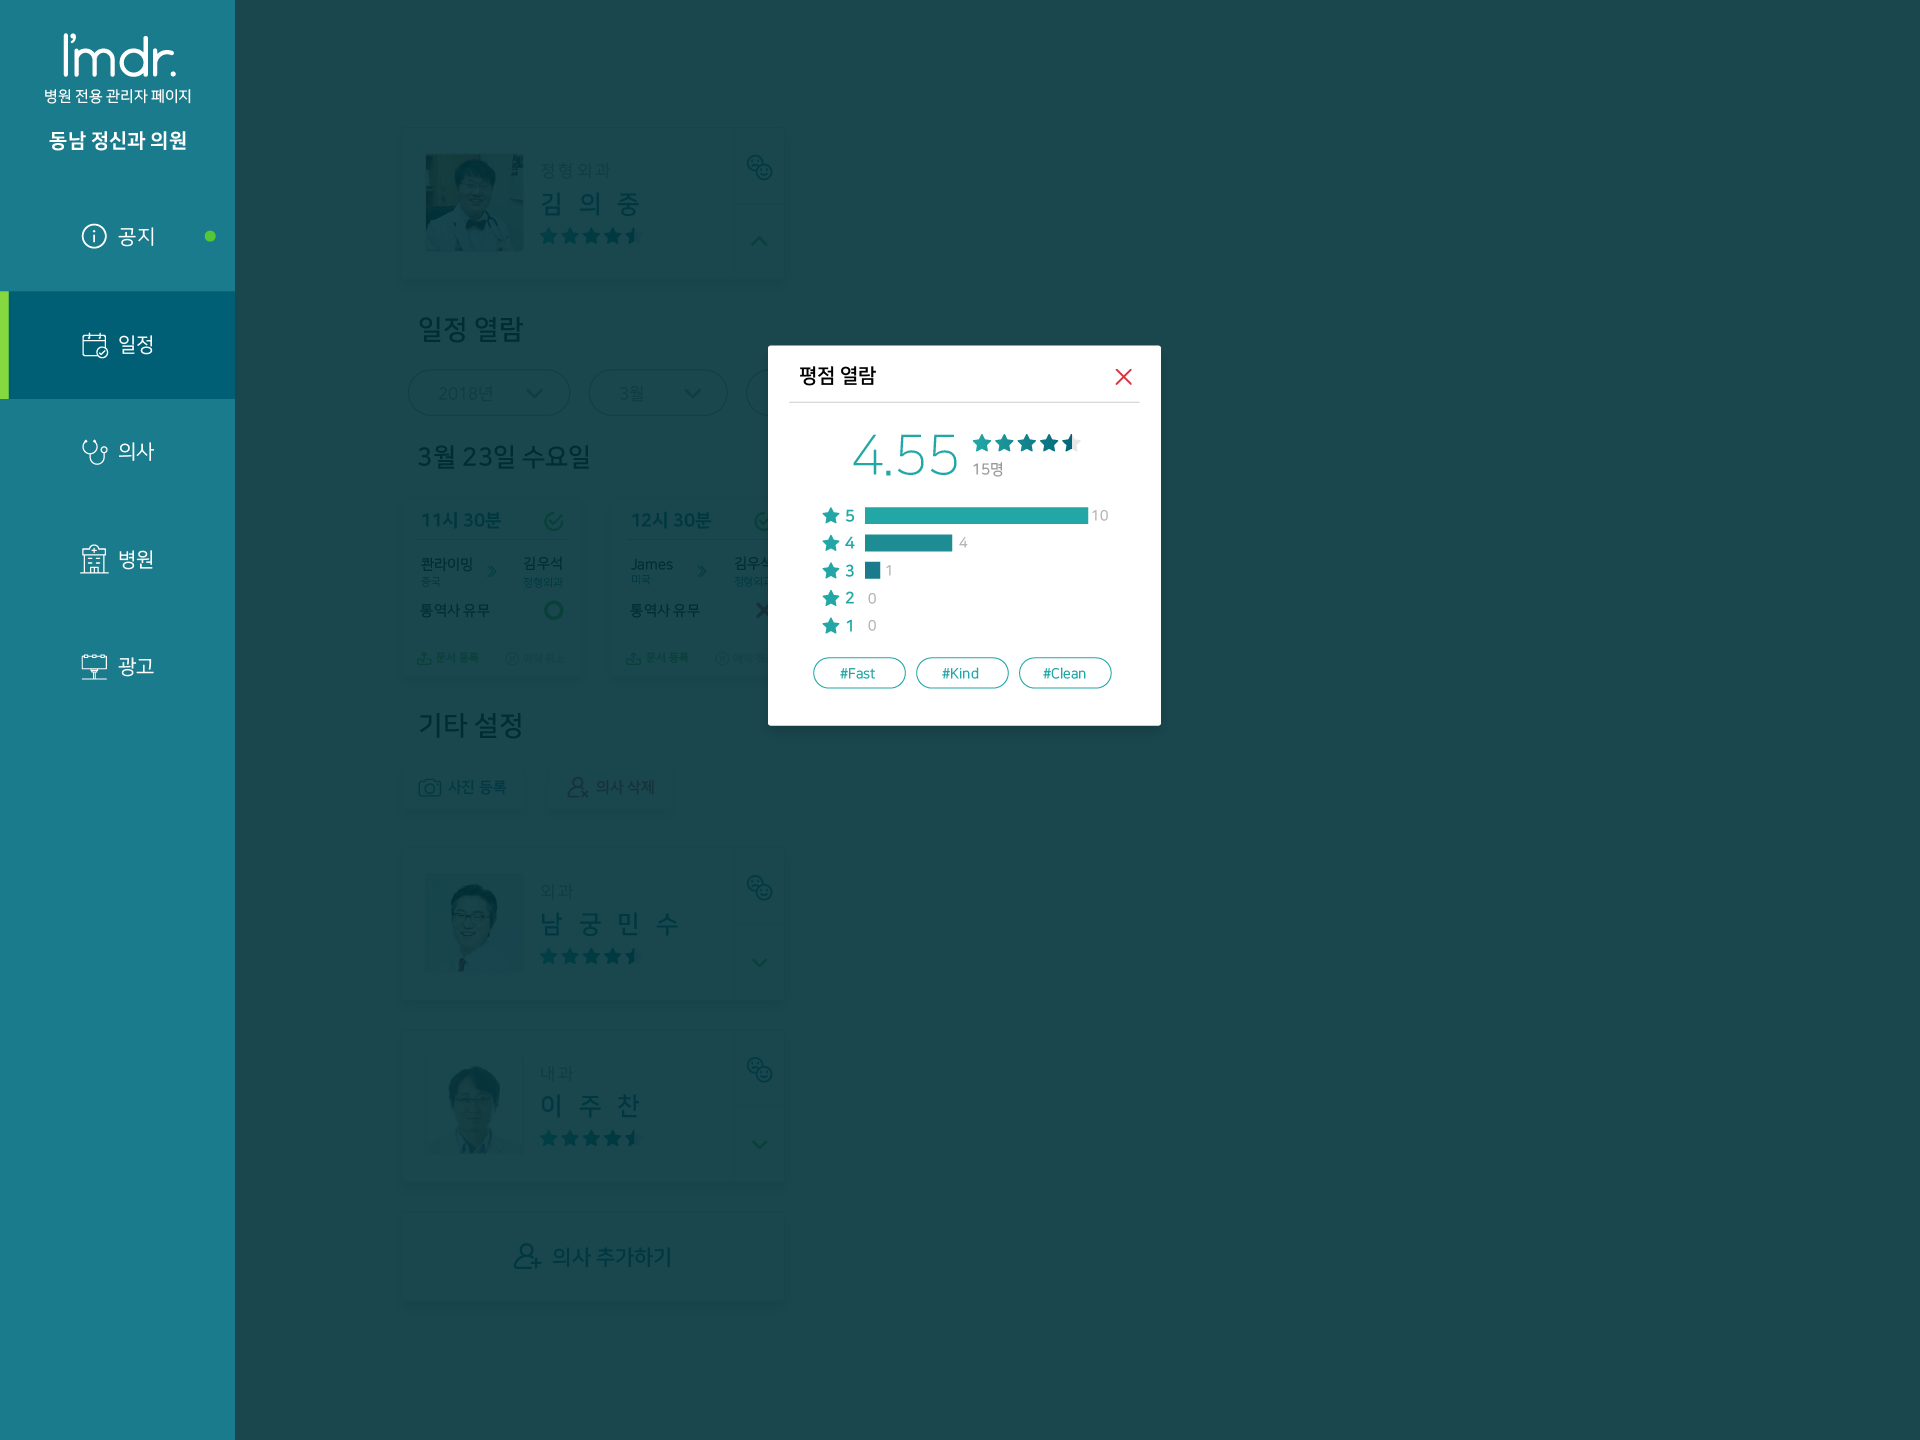 I'mdr.
병원 전용 관리자 페이지
동남 정신과 의원
공지
일정
의사
병원
광고
정형외과
김 의 중
일정 열람
2018년
3월
3월 23일 수요일
11시 30분
콴라이밍
중국
김우석
정형외과
통역사 유무
문서 등록
12시 30분
James
미국
김우석
정형외과
통역사 유무
문서 등록
기타 설정
사진 등록
의사 삭제
외과
남 궁 민 수
내과
이 주 찬
의사 추가하기
평점 열람
4.55
15명
5 10
4 4
3 1
2 0
1 0
#Fast
#Kind
#Clean